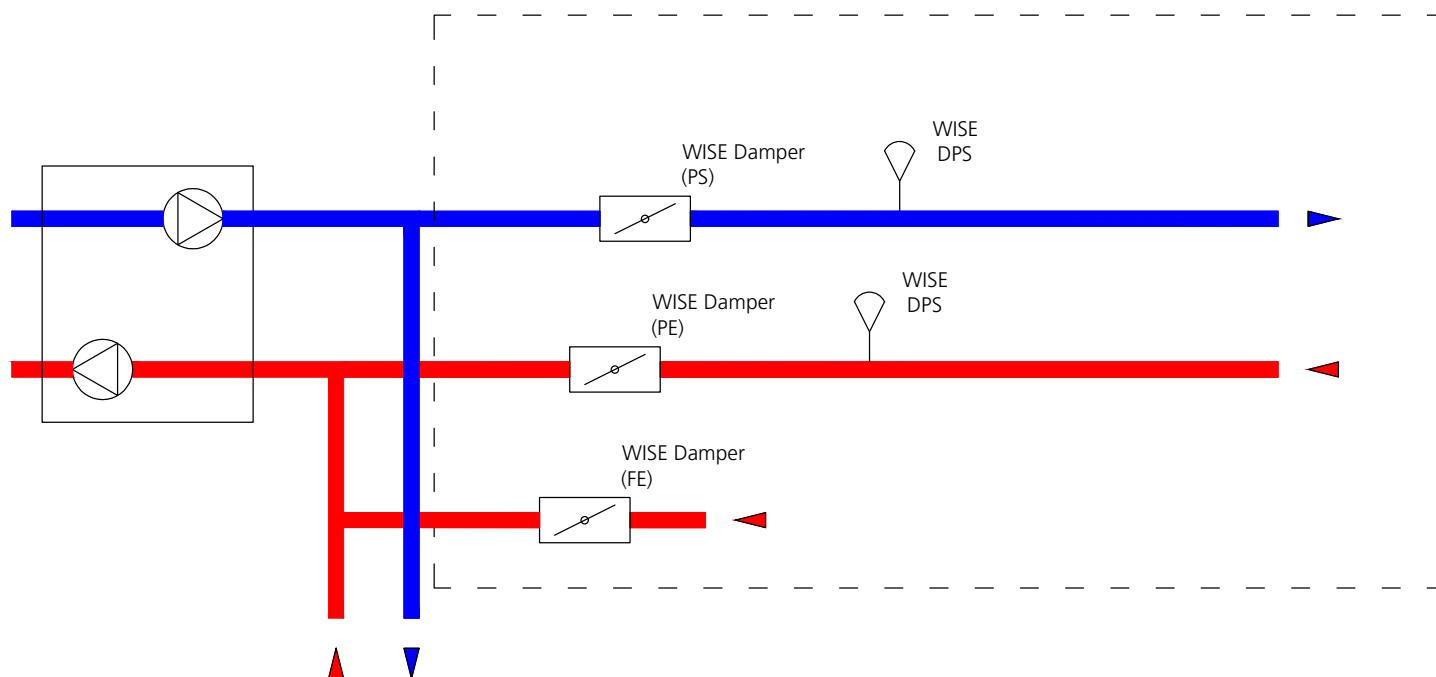 WISE
DPS
WISE Damper
(PS)
WISE
DPS
WISE Damper
(PE)
WISE Damper
(FE)